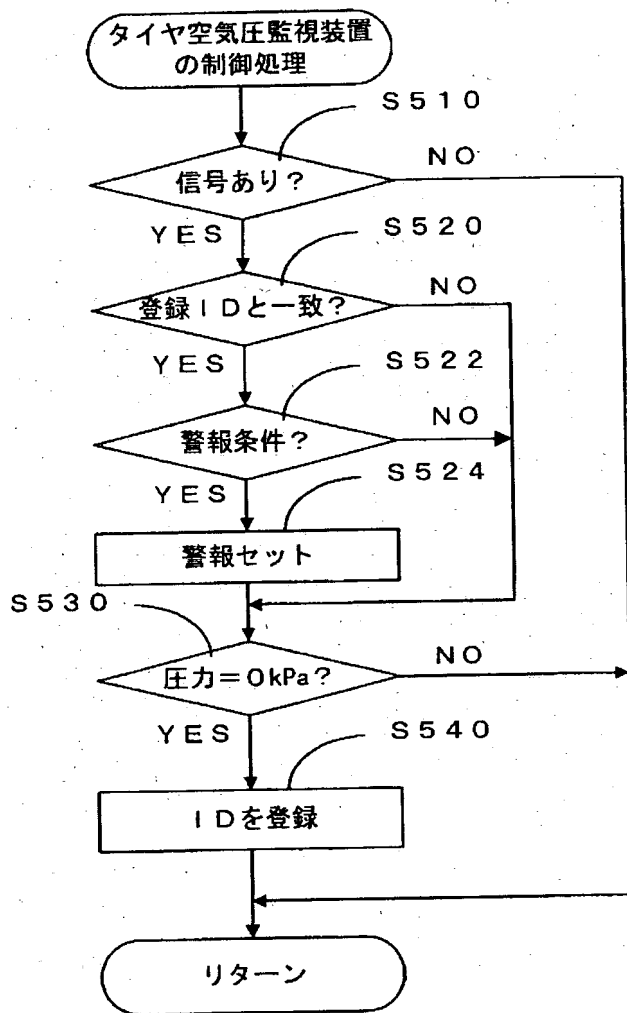 タイヤ空気圧監視装置
の制御処理
S510
信号あり?
NO
YES
S520
登録IDと一致?
NO
YES
S522
警報条件?
NO
YES
S524
警報セット
S530
圧力=0kPa?
NO
YES
S540
IDを登録
リターン